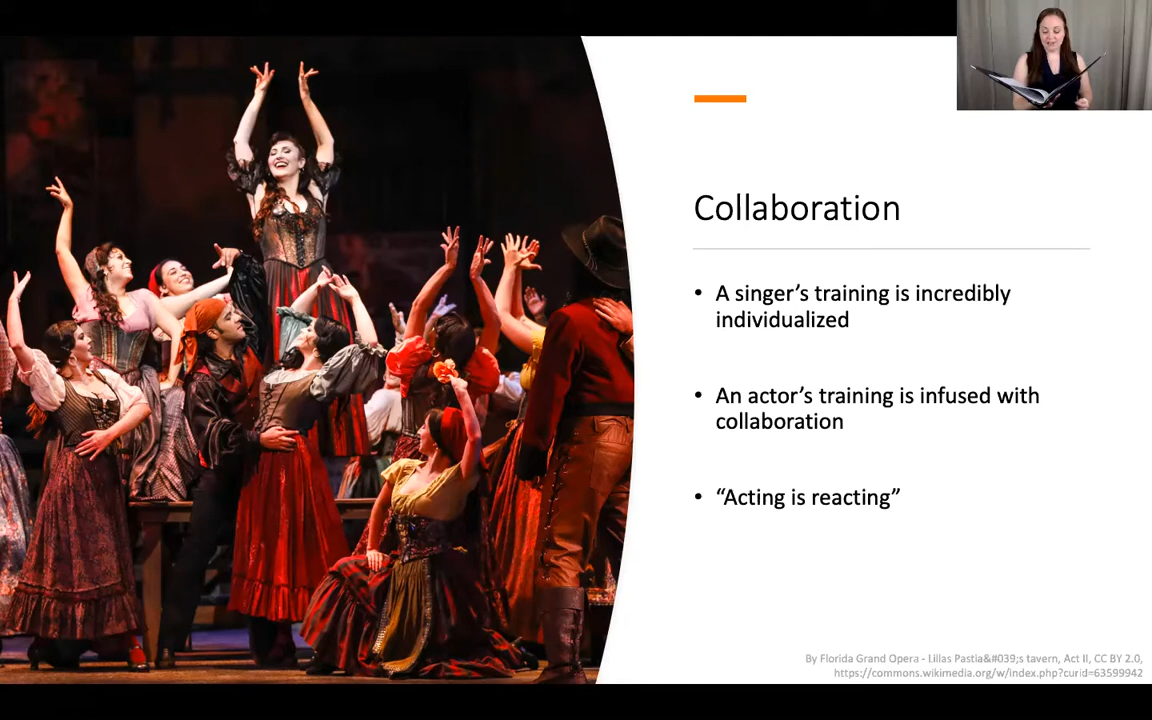 Collaboration
• A singer’s training is incredibly
individualized
• An actor’s training is infused with
collaboration
• “Acting is reacting”
By Florida Grand Opera - Lillas Pastia&#039;s tavern, Act II, CC BY 2.0,
https://commons.wikimedia.org/w/index.php?curid=63599942